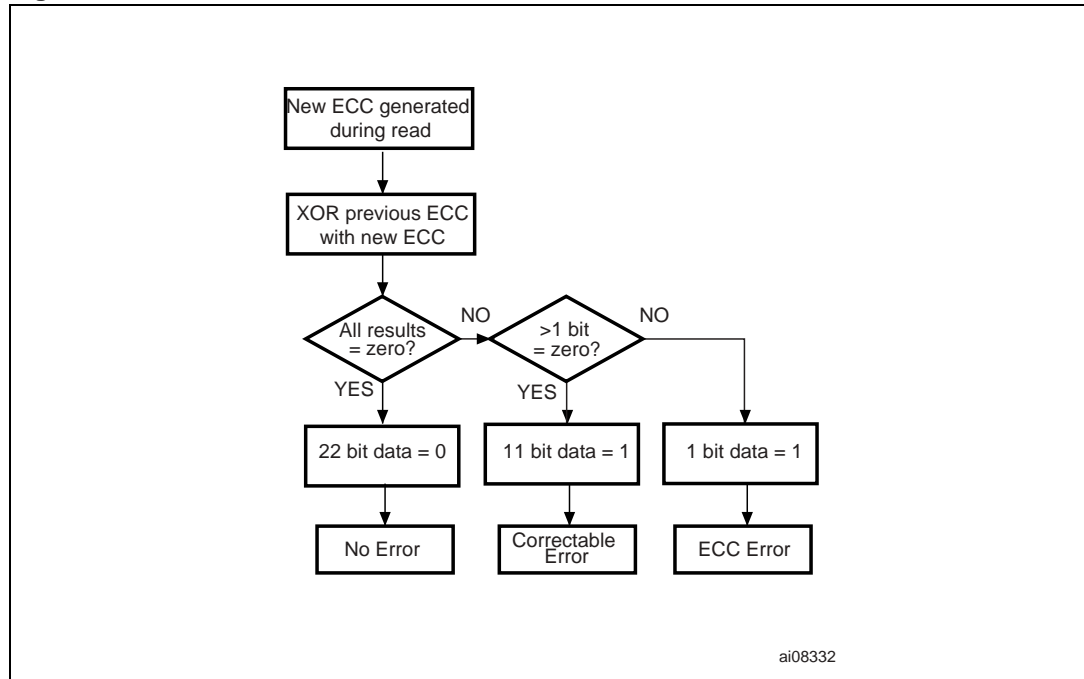 New ECC generated
during read
XOR previous ECC
with new ECC
All results
= zero?
NO
>1 bit
= zero?
NO
YES
YES
22 bit data = 0
11 bit data = 1
1 bit data = 1
No Error
Correctable
Error
ECC Error
ai08332